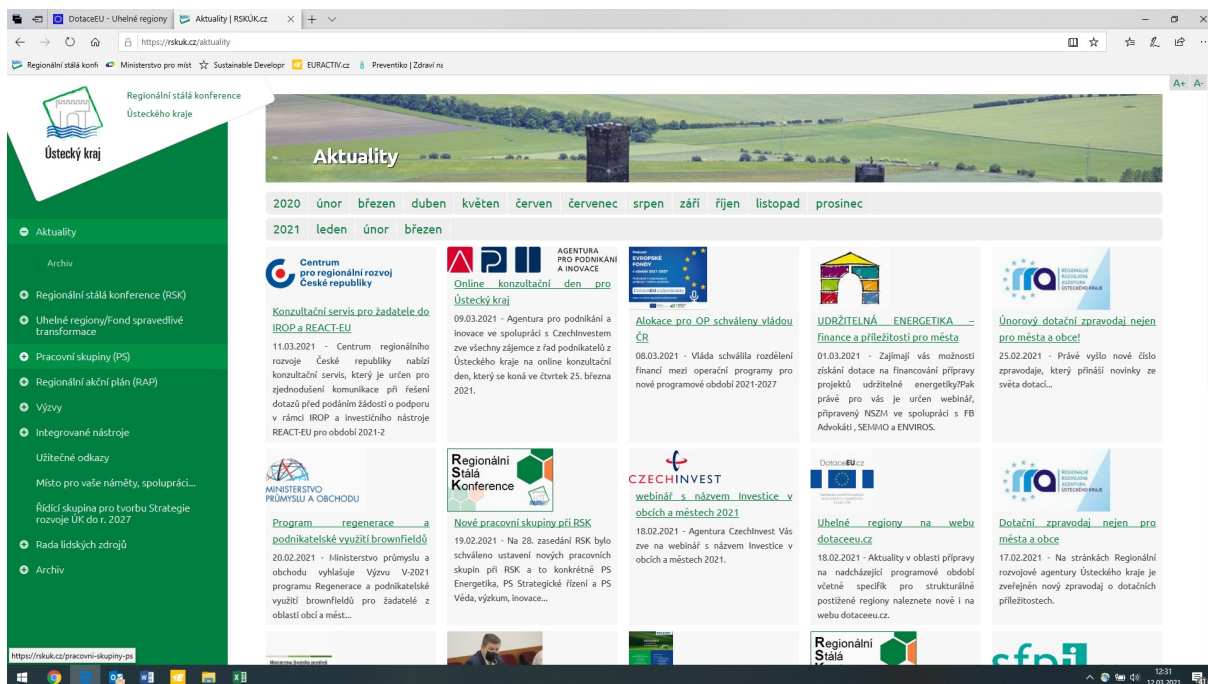 DotaceEU - Uhelné regiony
Aktuality | RSKÚK.cz
https://rskuk.cz/aktuality
Regionální stálá konfe
Ministerstvo pro míst
Sustainable Developr
EURACTIV.cz
Preventiko | Zdraví na
A+ A-
Regionální stálá konference
Ústeckého kraje
Ústecký kraj
Aktuality
Archiv
Regionální stálá konference (RSK)
Uhelné regiony/Fond spravedlivé
transformace
Pracovní skupiny (PS)
Regionální akční plán (RAP)
Výzvy
Integrované nástroje
Užitečné odkazy
Místo pro vaše náměty, spolupráci...
Řídící skupina pro tvorbu Strategie
rozvoje ÚK do r. 2027
Rada lidských zdrojů
Archiv
https://rskuk.cz/pracovni-skupiny-ps
Aktuality
2020 únor březen duben květen červen červenec srpen září říjen listopad prosinec
2021 leden únor březen
Centrum
pro regionální rozvoj
České republiky
Konzultační servis pro žadatele do
IROP a REACT-EU
11.03.2021 - Centrum regionálního
rozvoje České republiky nabízí
konzultační servis, který je určen pro
zjednodušení komunikace při řešení
dotazů před podáním žádosti o podporu
v rámci IROP a investičního nástroje
REACT-EU pro období 2021-2
AGENTURA
PRO PODNIKÁNÍ
A INOVACE
Online konzultační den pro
Ústecký kraj
09.03.2021 - Agentura pro podnikání a
inovace ve spolupráci s CzechInvestem
zve všechny zájemce z řad podnikatelů z
Ústeckého kraje na online konzultační
den, který se koná ve čtvrtek 25. března
2021.
EVROPSKÉ
FONDY
Alokace pro OP schváleny vládou
ČR
08.03.2021 - Vláda schválila rozdělení
financí mezi operační programy pro
nové programové období 2021-2027
UDRŽITELNÁ ENERGETIKA –
finance a příležitosti pro města
01.03.2021 - Zajímají vás možnosti
získání dotace na financování přípravy
projektů udržitelné energetiky?Pak
právě pro vás je určen webinář,
připravený NSZM ve spolupráci s FB
Advokáti , SEMMO a ENVIROS.
rra
REGIONÁLNÍ
ROZVOJOVÁ
AGENTURA
ÚSTECKÉHO KRAJE
Únorový dotační zpravodaj nejen
pro města a obce!
25.02.2021 - Právě vyšlo nové číslo
zpravodaje, který přináší novinky ze
světa dotací...
MINISTERSTVO
PRŮMYSLU A OBCHODU
Program regenerace a
podnikatelské využití brownfieldů
20.02.2021 - Ministerstvo průmyslu a
obchodu vyhlašuje Výzvu V-2021
programu Regenerace a podnikatelské
využití brownfieldů pro žadatelé z
oblasti obcí a měst...
Regionální
Stálá
Konference
Nové pracovní skupiny při RSK
19.02.2021 - Na 28. zasedání RSK bylo
schváleno ustavení nových pracovních
skupin při RSK a to konkrétně PS
Energetika, PS Strategické řízení a PS
Věda, výzkum, inovace...
CZECHINVEST
webinář s názvem Investice v
obcích a městech 2021
18.02.2021 - Agentura CzechInvest Vás
zve na webinář s názvem Investice v
obcích a městech 2021.
DotaceEU.cz
Uhelné regiony na webu
dotaceeu.cz
18.02.2021 - Aktuality v oblasti přípravy
na nadcházející programové období
včetně specifik pro strukturálně
postižené regiony naleznete nově i na
webu dotaceeu.cz.
rra
REGIONÁLNÍ
ROZVOJOVÁ
AGENTURA
ÚSTECKÉHO KRAJE
Dotační zpravodaj nejen pro
města a obce
17.02.2021 - Na stránkách Regionální
rozvojové agentury Ústeckého kraje je
zveřejněn nový zpravodaj o dotačních
příležitostech.
Ministerstvo životního prostředí
Regionální
Stálá
sfpi
12:31
12.03.2021
41